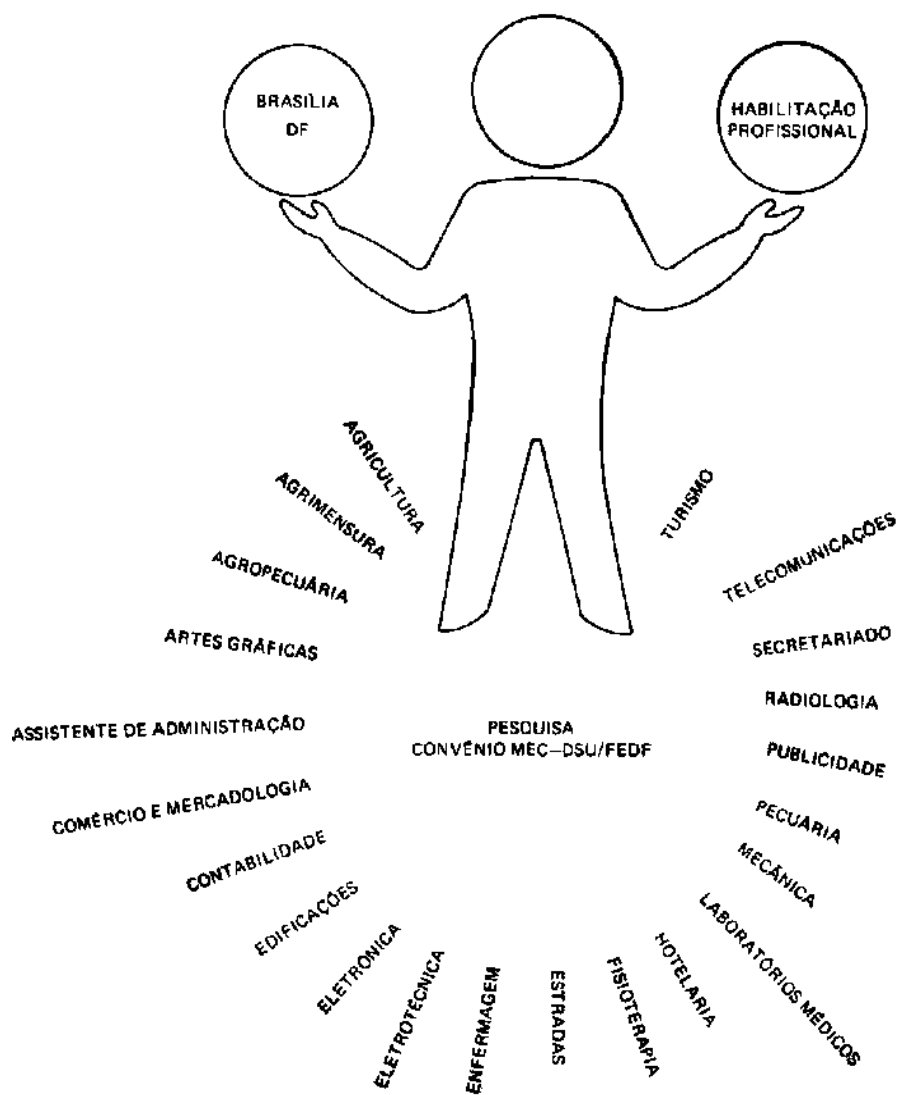 BRASÍLIA
DF
HABILITAÇÃO
PROFISSIONAL
AGRICULTURA
AGRIMENSURA
AGROPECUÁRIA
ARTES GRÁFICAS
ASSISTENTE DE ADMINISTRAÇÃO
COMÉRCIO E MERCADOLOGIA
CONTABILIDADE
EDIFICAÇÕES
ELETRÔNICA
ELETROTÉCNICA
ENFERMAGEM
ESTRADAS
FISIOTERAPIA
HOTELARIA
LABORATÓRIOS MÉDICOS
MECÂNICA
PECUÁRIA
PUBLICIDADE
RADIOLOGIA
SECRETARIADO
TELECOMUNICAÇÕES
TURISMO
PESQUISA
CONVÊNIO MEC-DSU/FEDF